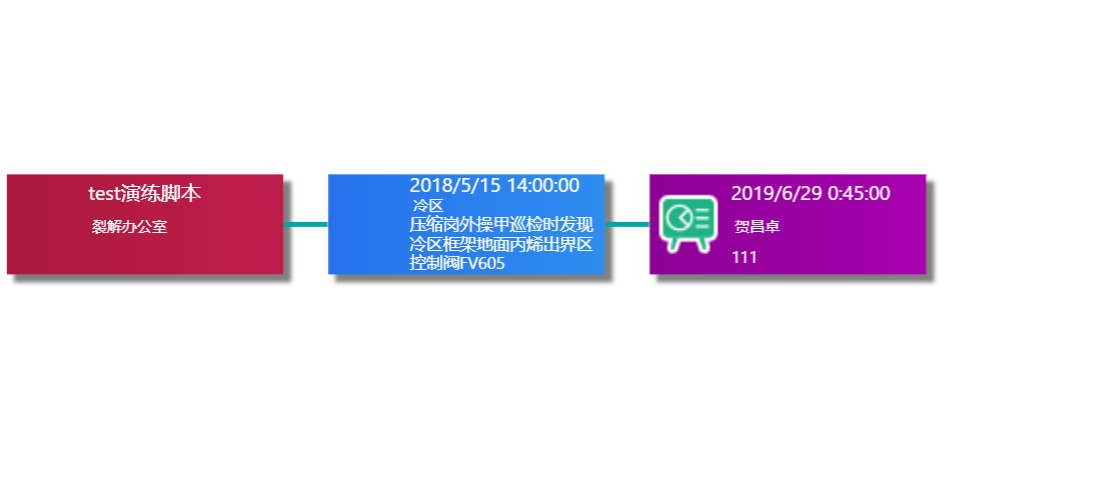 test演练脚本
裂解办公室
2018/5/15 14:00:00
冷区
压缩岗外操甲巡检时发现
冷区框架地面丙烯出界区
控制阀FV605
2019/6/29 0:45:00
贺昌卓
111